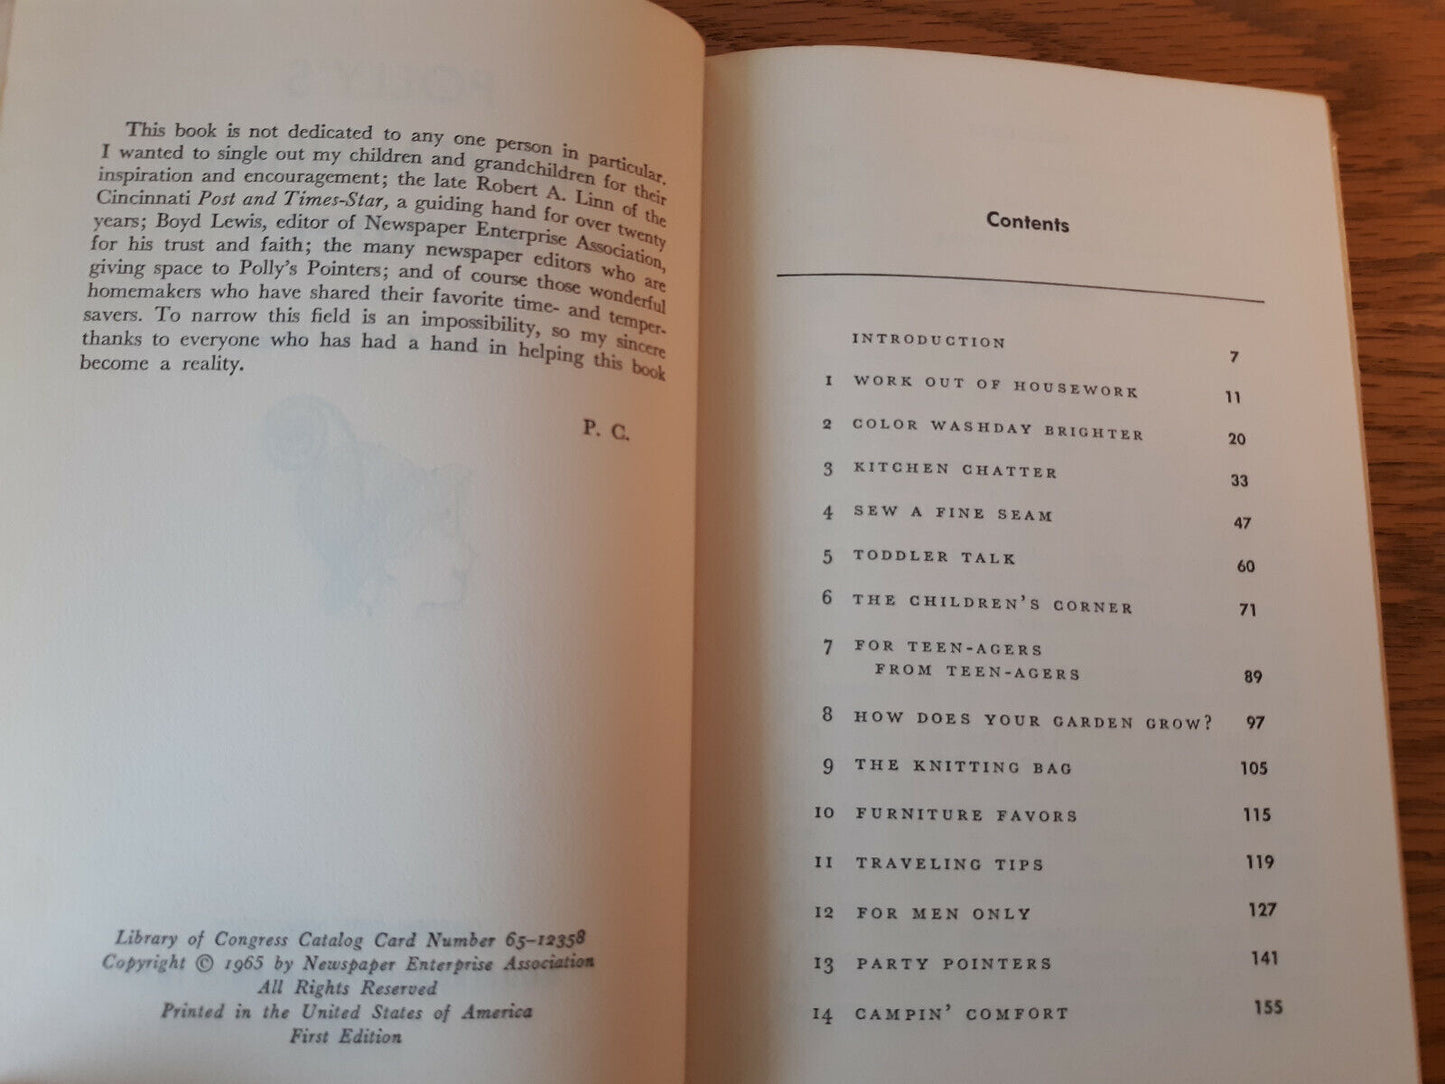 This book is not dedicated to any one person in particular.
I wanted to single out my children and grandchildren for their
inspiration and encouragement; the late Robert A. Linn of the
Cincinnati Post and Times-Star, a guiding hand for over twenty
years; Boyd Lewis, editor of Newspaper Enterprise Association,
for his trust and faith; the many newspaper editors who are
giving space to Polly's Pointers; and of course those wonderful
homemakers who have shared their favorite time- and temper-
savers. To narrow this field is an impossibility, so my sincere
thanks to everyone who has had a hand in helping this book
become a reality.
P. C.
Library of Congress Catalog Card Number 65-12358
Copyright © 1965 by Newspaper Enterprise Association
All Rights Reserved
Printed in the United States of America
First Edition
Contents
INTRODUCTION 7
1 WORK OUT OF HOUSEWORK 11
2 COLOR WASHDAY BRIGHTER 20
3 KITCHEN CHATTER 33
4 SEW A FINE SEAM 47
5 TODDLER TALK 60
6 THE CHILDREN'S CORNER 71
7 FOR TEEN-AGERS
FROM TEEN-AGERS 89
8 HOW DOES YOUR GARDEN GROW? 97
9 THE KNITTING BAG 105
10 FURNITURE FAVORS 115
11 TRAVELING TIPS 119
12 FOR MEN ONLY 127
13 PARTY POINTERS 141
14 CAMPIN' COMFORT 155